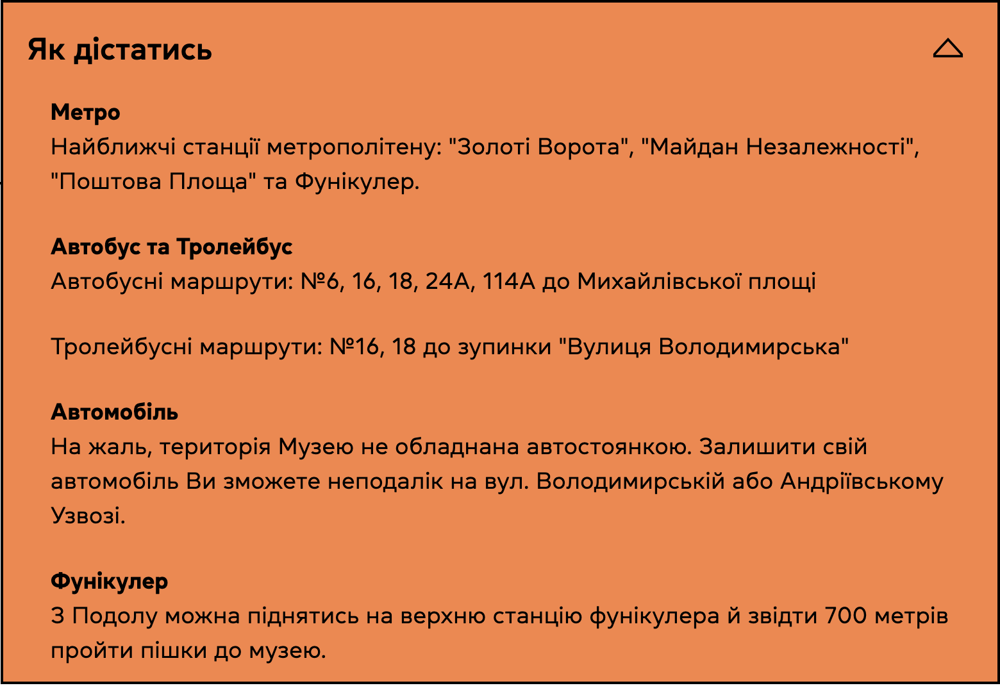 Як дістатись
Метро
Найближчі станції метрополітену: "Золоті Ворота", "Майдан Незалежності",
"Поштова Площа" та Фунікулер.
Автобус та Тролейбус
Автобусні маршрути: №6, 16, 18, 24А, 114А до Михайлівської площі
Тролейбусні маршрути: №16, 18 до зупинки "Вулиця Володимирська"
Автомобіль
На жаль, територія Музею не обладнана автостоянкою. Залишити свій
автомобіль Ви зможете неподалік на вул. Володимирській або Андріївському
Узвозі.
Фунікулер
З Подолу можна піднятись на верхню станцію фунікулера й звідти 700 метрів
пройти пішки до музею.